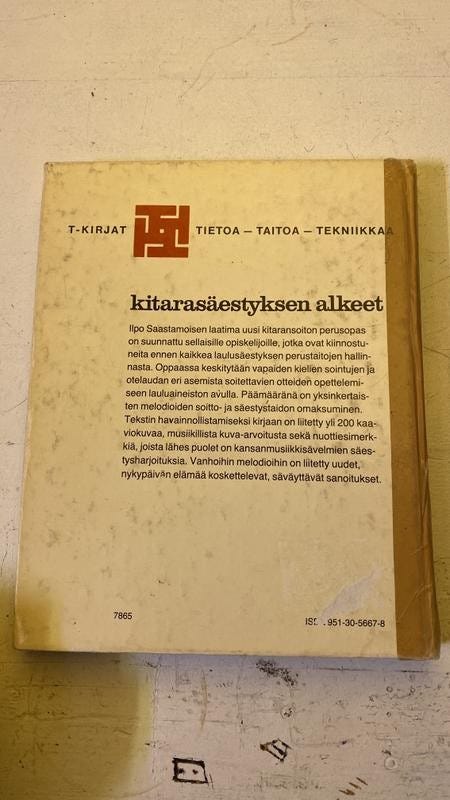 T-KIRJAT TIETOA – TAITOA – TEKNIIKKAA
kitarasäestyksen alkeet
Ilpo Saastamoisen laatima uusi kitaransoiton perusopas
on suunnattu sellaisille opiskelijoille, jotka ovat kiinnostu-
neita ennen kaikkea laulusäestyksen perustaitojen hallin-
nasta. Oppaassa keskitytään vapaiden kielien sointujen ja
otelaudan eri asemista soitettavien otteiden opettelemi-
seen lauluaineiston avulla. Päämääränä on yksinkertais-
ten melodioiden soitto- ja säestystaidon omaksuminen.
Tekstin havainnollistamiseksi kirjaan on liitetty yli 200 kaa-
viokuvaa, musiikillista kuva-arvoitusta sekä nuottiesimerk-
kiä, joista lähes puolet on kansanmusiikkisävelmien säes-
tysharjoituksia. Vanhoihin melodioihin on liitetty uudet,
nykypäivän elämää koskettelevat, säväyttävät sanoitukset.
7865
951-30-5667-8